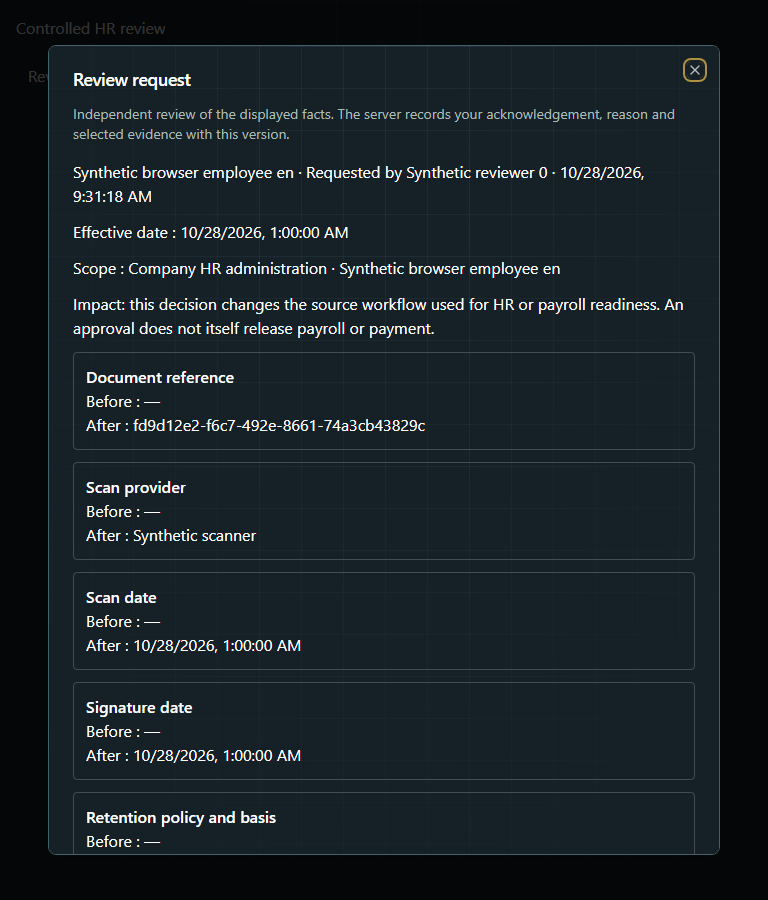 Controlled HR review
Rev
Review request
Independent review of the displayed facts. The server records your acknowledgement, reason and
selected evidence with this version.
Synthetic browser employee en · Requested by Synthetic reviewer 0 · 10/28/2026,
9:31:18 AM
Effective date : 10/28/2026, 1:00:00 AM
Scope : Company HR administration · Synthetic browser employee en
Impact: this decision changes the source workflow used for HR or payroll readiness. An
approval does not itself release payroll or payment.
Document reference
Before : —
After : fd9d12e2-f6c7-492e-8661-74a3cb43829c
Scan provider
Before : —
After : Synthetic scanner
Scan date
Before : —
After : 10/28/2026, 1:00:00 AM
Signature date
Before : —
After : 10/28/2026, 1:00:00 AM
Retention policy and basis
Before : —